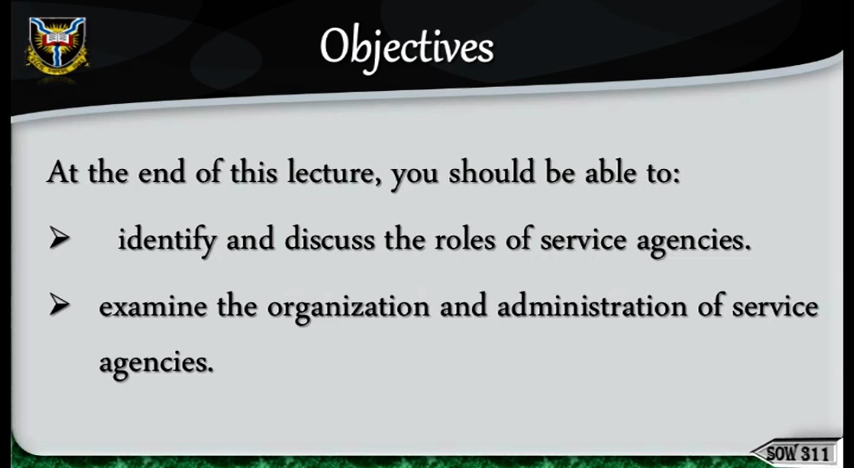 Objectives
At the end of this lecture, you should be able to:
➢ identify and discuss the roles of service agencies.
➢ examine the organization and administration of service
agencies.
SOW 311